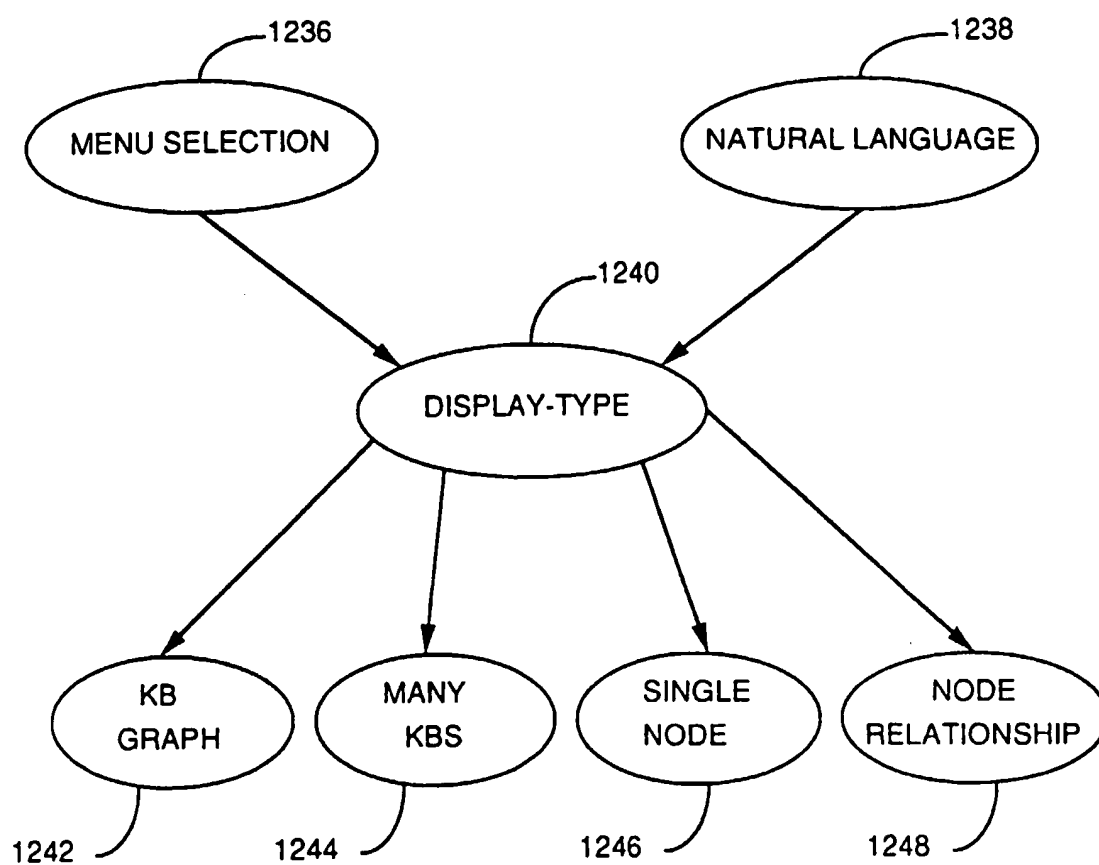 1236
1238
MENU SELECTION
NATURAL LANGUAGE
1240
DISPLAY-TYPE
KB
GRAPH
MANY
KBS
SINGLE
NODE
NODE
RELATIONSHIP
1242
1244
1246
1248